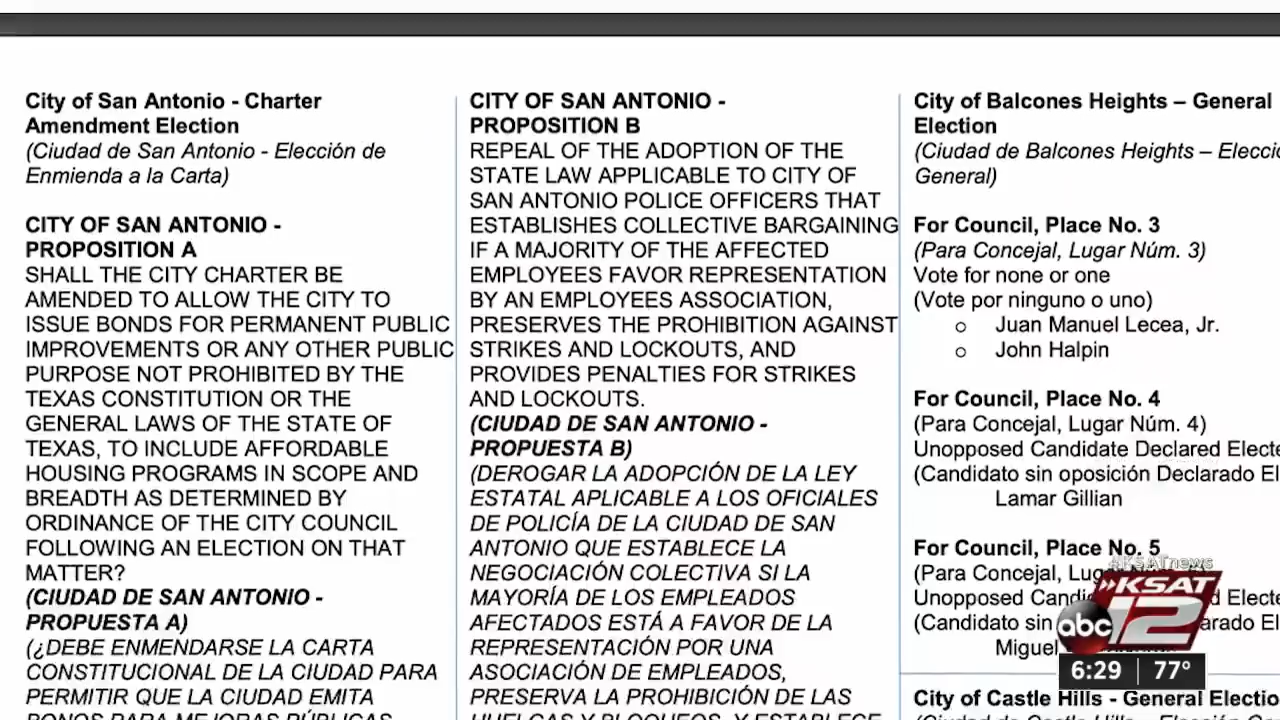 City of San Antonio - Charter
Amendment Election
(Ciudad de San Antonio - Elección de
Enmienda a la Carta)
CITY OF SAN ANTONIO -
PROPOSITION A
SHALL THE CITY CHARTER BE
AMENDED TO ALLOW THE CITY TO
ISSUE BONDS FOR PERMANENT PUBLIC
IMPROVEMENTS OR ANY OTHER PUBLIC
PURPOSE NOT PROHIBITED BY THE
TEXAS CONSTITUTION OR THE
GENERAL LAWS OF THE STATE OF
TEXAS, TO INCLUDE AFFORDABLE
HOUSING PROGRAMS IN SCOPE AND
BREADTH AS DETERMINED BY
ORDINANCE OF THE CITY COUNCIL
FOLLOWING AN ELECTION ON THAT
MATTER?
(CIUDAD DE SAN ANTONIO -
PROPUESTA A)
(¿DEBE ENMENDARSE LA CARTA
CONSTITUCIONAL DE LA CIUDAD PARA
PERMITIR QUE LA CIUDAD EMITA
BONOS PARA MEJORAS PÚBLICAS
CITY OF SAN ANTONIO -
PROPOSITION B
REPEAL OF THE ADOPTION OF THE
STATE LAW APPLICABLE TO CITY OF
SAN ANTONIO POLICE OFFICERS THAT
ESTABLISHES COLLECTIVE BARGAINING
IF A MAJORITY OF THE AFFECTED
EMPLOYEES FAVOR REPRESENTATION
BY AN EMPLOYEES ASSOCIATION,
PRESERVES THE PROHIBITION AGAINST
STRIKES AND LOCKOUTS, AND
PROVIDES PENALTIES FOR STRIKES
AND LOCKOUTS.
(CIUDAD DE SAN ANTONIO -
PROPUESTA B)
(DEROGAR LA ADOPCIÓN DE LA LEY
ESTATAL APLICABLE A LOS OFICIALES
DE POLICÍA DE LA CIUDAD DE SAN
ANTONIO QUE ESTABLECE LA
NEGOCIACIÓN COLECTIVA SI LA
MAYORÍA DE LOS EMPLEADOS
AFECTADOS ESTÁ A FAVOR DE LA
REPRESENTACIÓN POR UNA
ASOCIACIÓN DE EMPLEADOS,
PRESERVA LA PROHIBICIÓN DE LAS
HUELGAS Y BLOQUEOS, Y ESTABLECE
City of Balcones Heights – General
Election
(Ciudad de Balcones Heights – Elecció
General)
For Council, Place No. 3
(Para Concejal, Lugar Núm. 3)
Vote for none or one
(Vote por ninguno o uno)
Juan Manuel Lecea, Jr.
John Halpin
For Council, Place No. 4
(Para Concejal, Lugar Núm. 4)
Unopposed Candidate Declared Electe
(Candidato sin oposición Declarado El
Lamar Gillian
For Council, Place No. 5
(Para Concejal,
Unopposed Electe
(Candidato sin El
Miguel
City of Castle Hills - General Electio
#KSATnews
KSAT
abc 12
6:29 77°